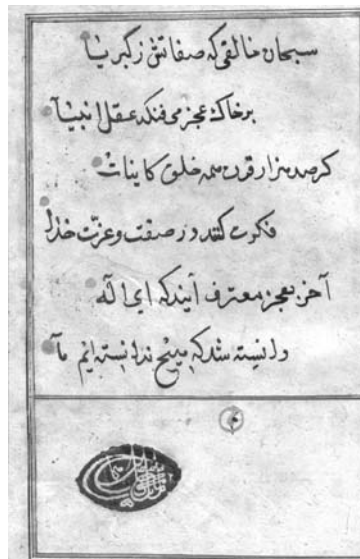 سبحان خالقی که صفاتش ز کبریا
بر خاک عجز می فکند عقل انبیا
گر صد هزار قرن همه خلق کاینات
فکرت کنند در صفت و عزت خدا
آخر بعجز معترف آیند که ای اله
دانسته شد که هیچ ندانسته ایم ما